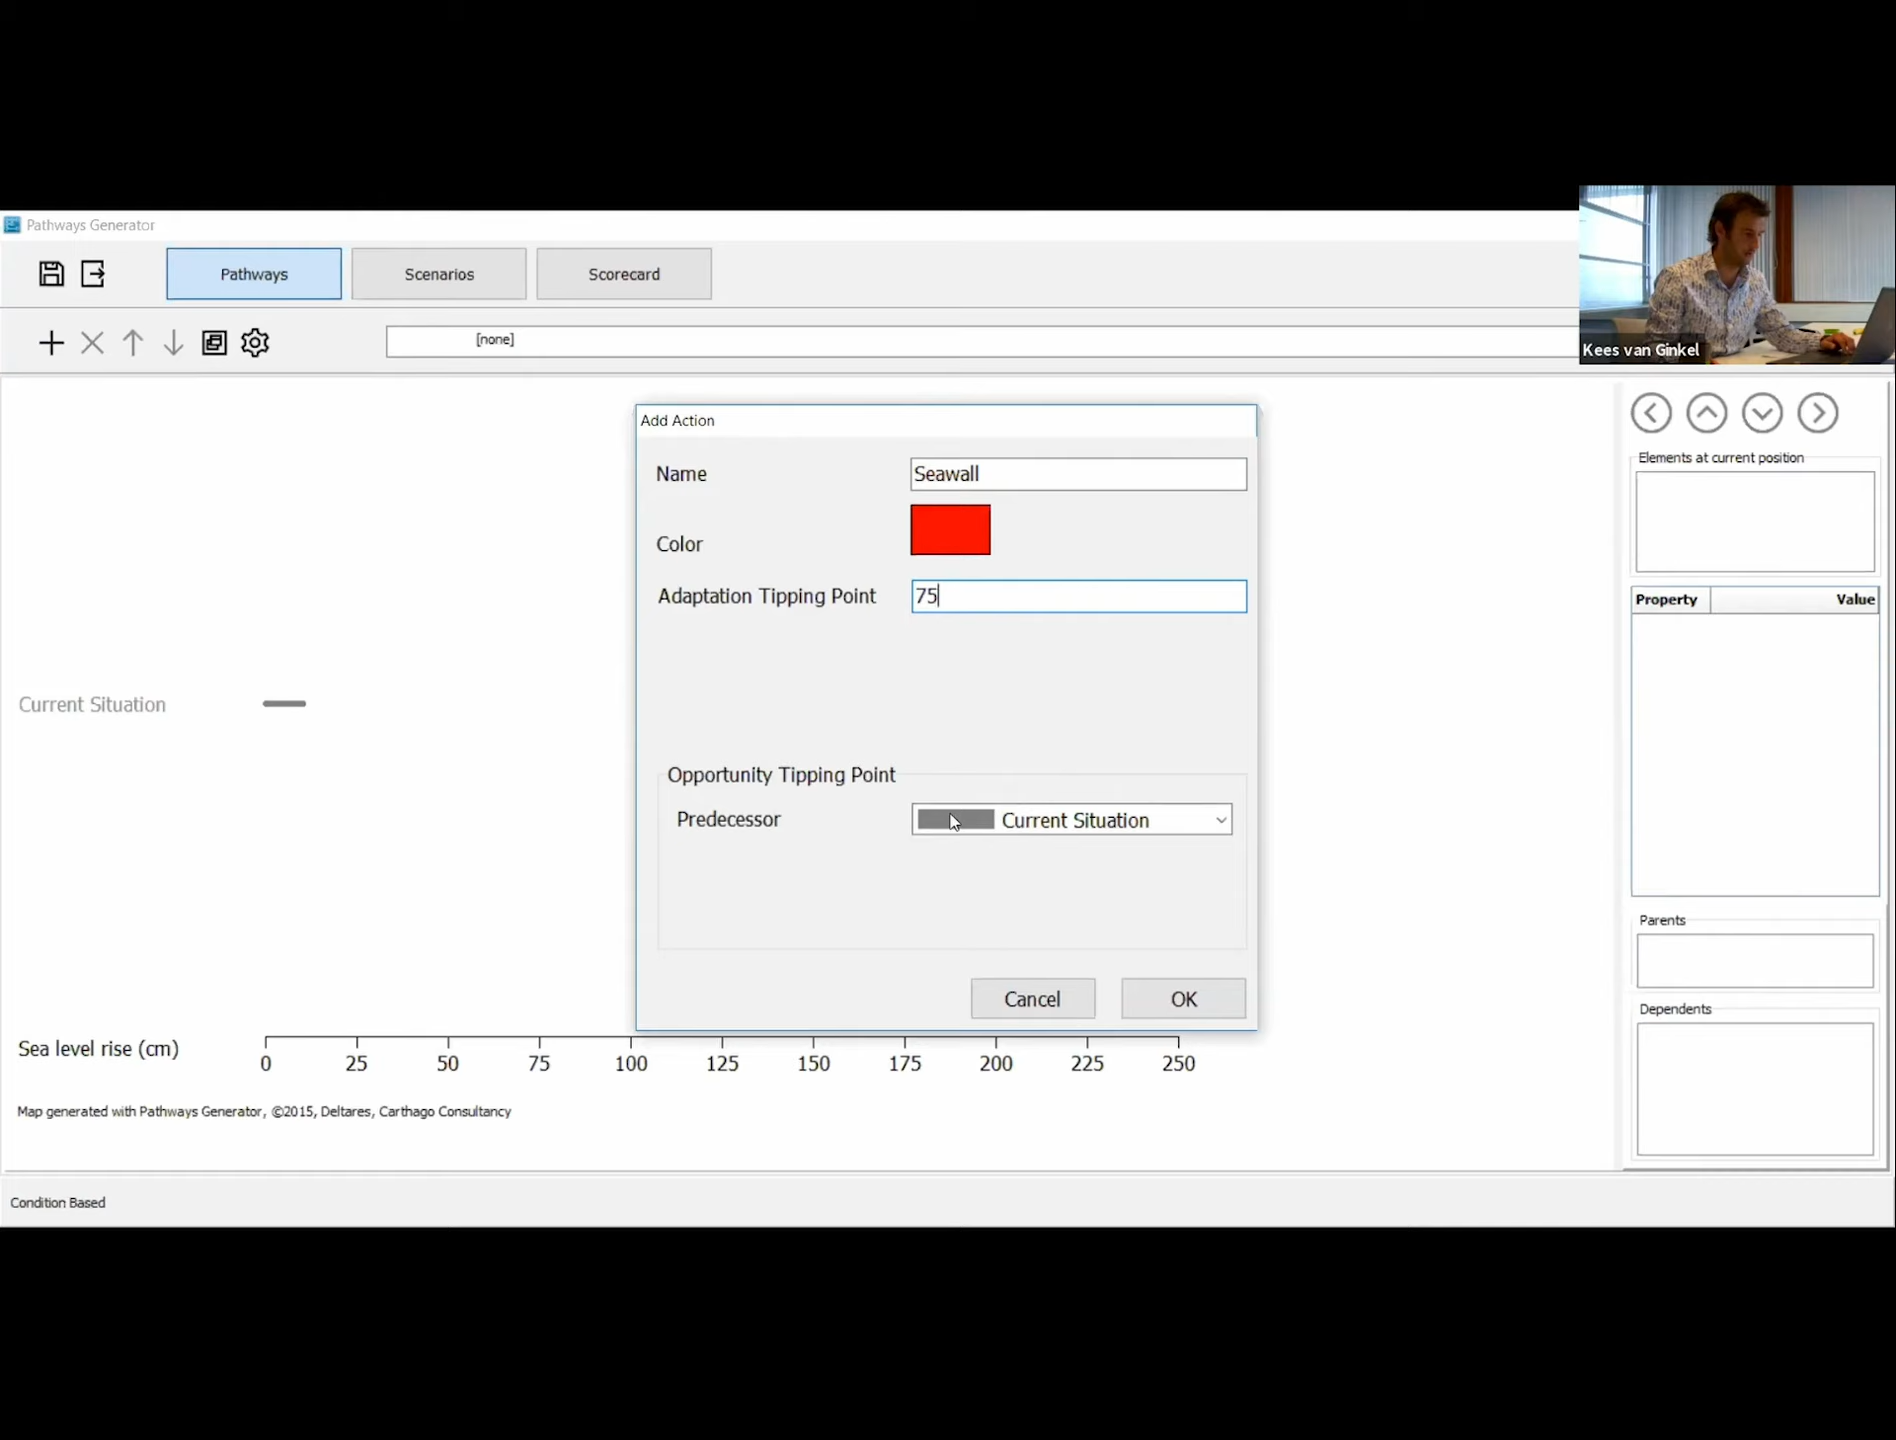 Pathways Generator
Pathways
Scenarios
Scorecard
[none]
Kees van Ginkel
Add Action
Name
Seawall
Color
Adaptation Tipping Point
75
Opportunity Tipping Point
Predecessor
Current Situation
Cancel
OK
Current Situation
Sea level rise (cm)
0 25 50 75 100 125 150 175 200 225 250
Map generated with Pathways Generator, ©2015, Deltares, Carthago Consultancy
Elements at current position
Property Value
Parents
Dependents
Condition Based